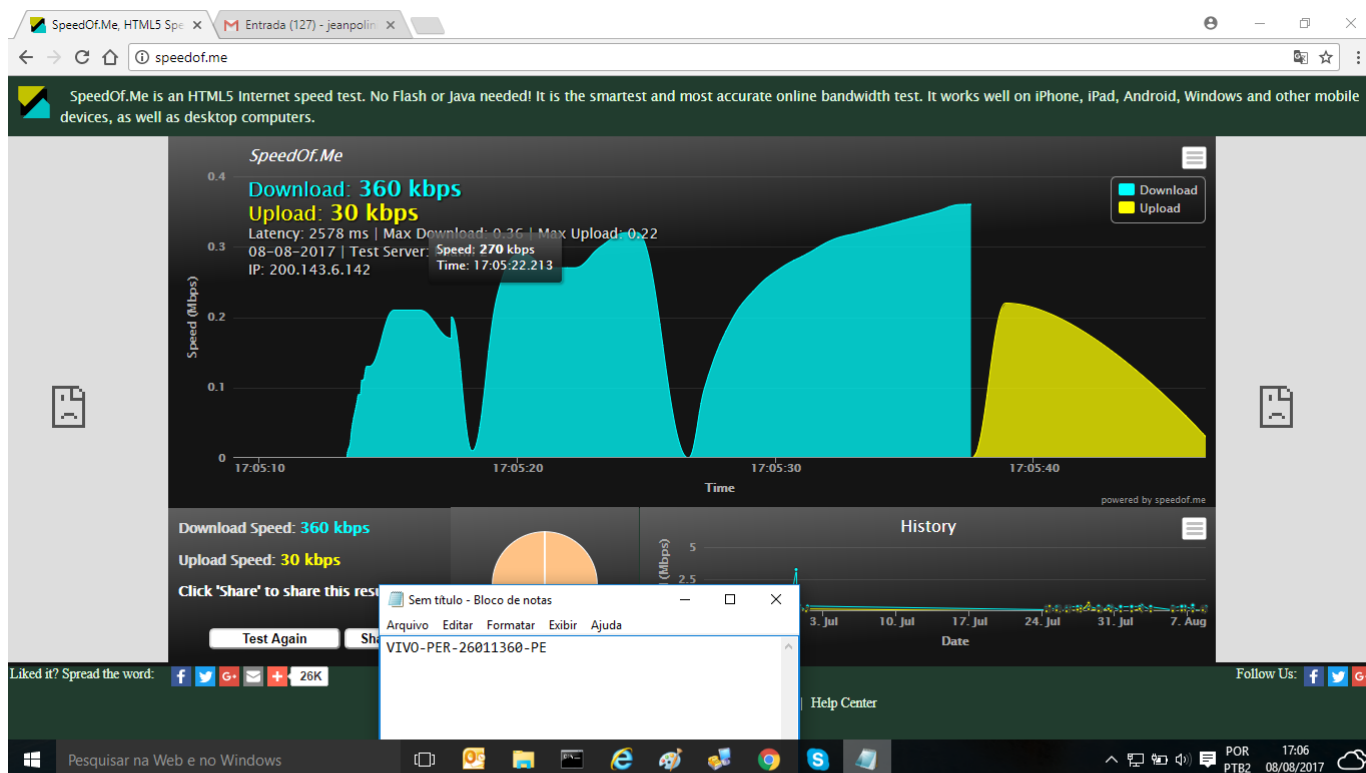 SpeedOf.Me, HTML5 Spe
Entrada (127) - jeanpolin
speedof.me
SpeedOf.Me is an HTML5 Internet speed test. No Flash or Java needed! It is the smartest and most accurate online bandwidth test. It works well on iPhone, iPad, Android, Windows and other mobile
devices, as well as desktop computers.
SpeedOf.Me
Download: 360 kbps
Upload: 30 kbps
Latency: 2578 ms | Max Download: 0.36 | Max Upload: 0.22
08-08-2017 | Test Server:
IP: 200.143.6.142
Speed: 270 kbps
Time: 17:05:22.213
Download
Upload
Speed (Mbps)
0.4
0.3
0.2
0.1
0
17:05:10 17:05:20 17:05:30 17:05:40
Time
powered by speedof.me
Download Speed: 360 kbps
Upload Speed: 30 kbps
Click 'Share' to share this resu
Test Again Sha
History
(Mbps)
5
2.5
3. Jul 10. Jul 17. Jul 24. Jul 31. Jul 7. Aug
Date
Sem título - Bloco de notas
Arquivo Editar Formatar Exibir Ajuda
VIVO-PER-26011360-PE
Liked it? Spread the word:
26K
Follow Us:
| Help Center
Pesquisar na Web e no Windows
POR
PTB2
17:06
08/08/2017